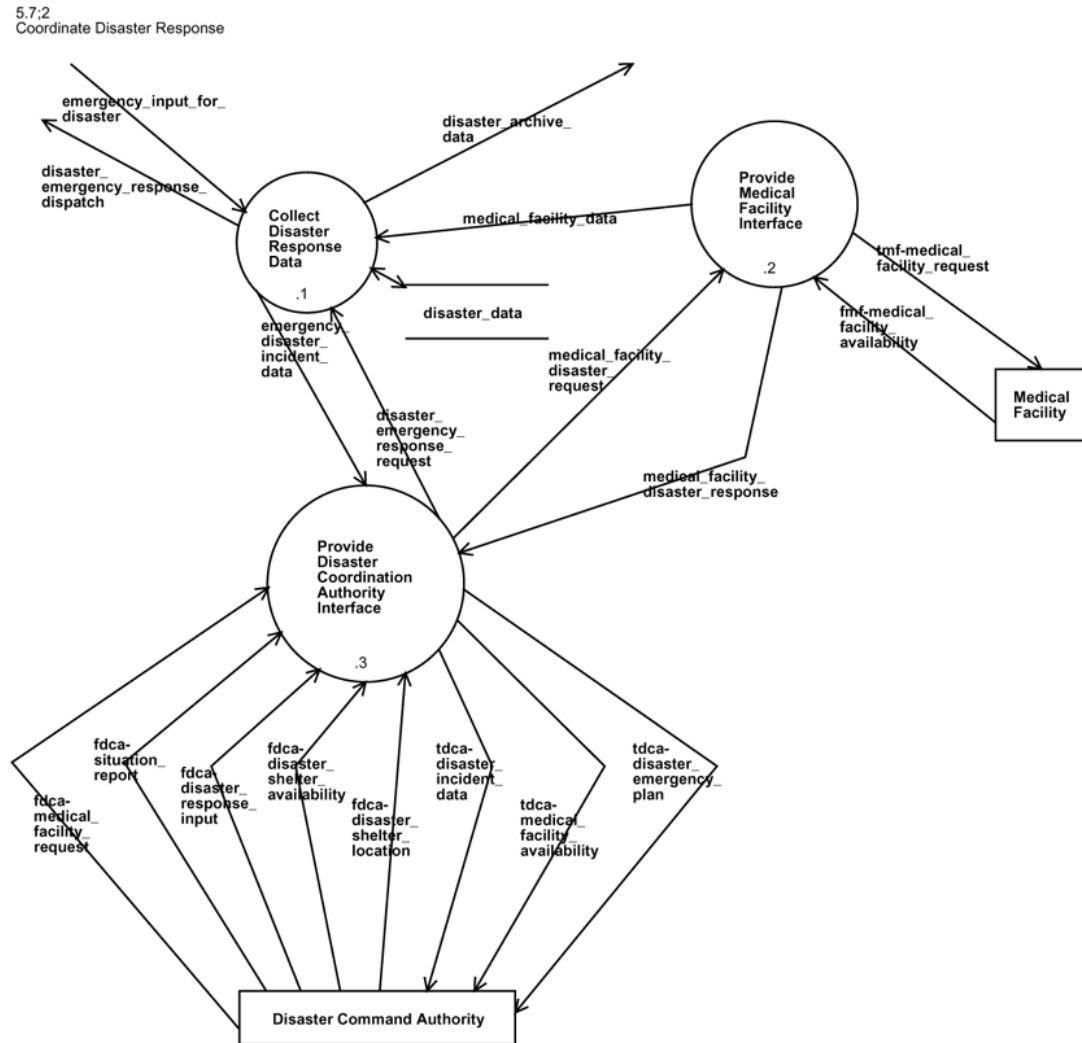 5.7;2
Coordinate Disaster Response
emergency_input_for_
disaster
disaster_archive_
data
disaster_
emergency_response_
dispatch
Collect
Disaster
Response
Data
.1
medical_facility_data
Provide
Medical
Facility
Interface
.2
tmf-medical_
facility_request
fmf-medical_
facility_
availability
disaster_data
emergency_
disaster_
incident_
data
medical_facility_
disaster_
request
Medical
Facility
disaster_
emergency_
response_
request
medical_facility_
disaster_response
Provide
Disaster
Coordination
Authority
Interface
.3
fdca-
situation_
report
fdca-
medical_
facility_
request
fdca-
disaster_
response_
input
fdca-
disaster_
shelter_
availability
fdca-
disaster_
shelter_
location
tdca-
disaster_
incident_
data
tdca-
medical_
facility_
availability
tdca-
disaster_
emergency_
plan
Disaster Command Authority